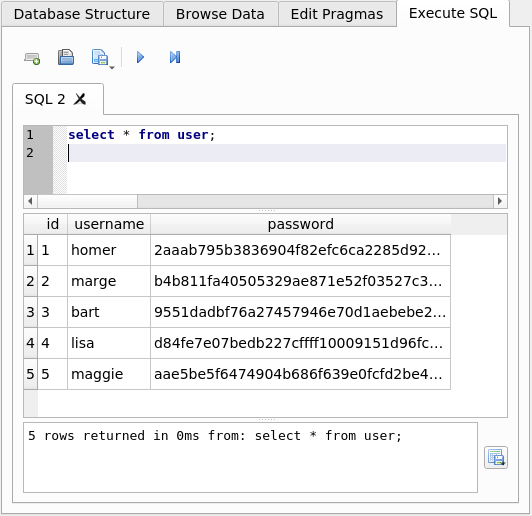 Database Structure Browse Data Edit Pragmas Execute SQL
SQL 2
1 select * from user;
2
id username password
1 1 homer 2aaab795b3836904f82efc6ca2285d92...
2 2 marge b4b811fa40505329ae871e52f03527c3...
3 3 bart 9551dadbf76a27457946e70d1aebebe2...
4 4 lisa d84fe7e07bedb227cffff10009151d96fc...
5 5 maggie aae5be5f6474904b686f639e0fcfd2be4...
5 rows returned in 0ms from: select * from user;